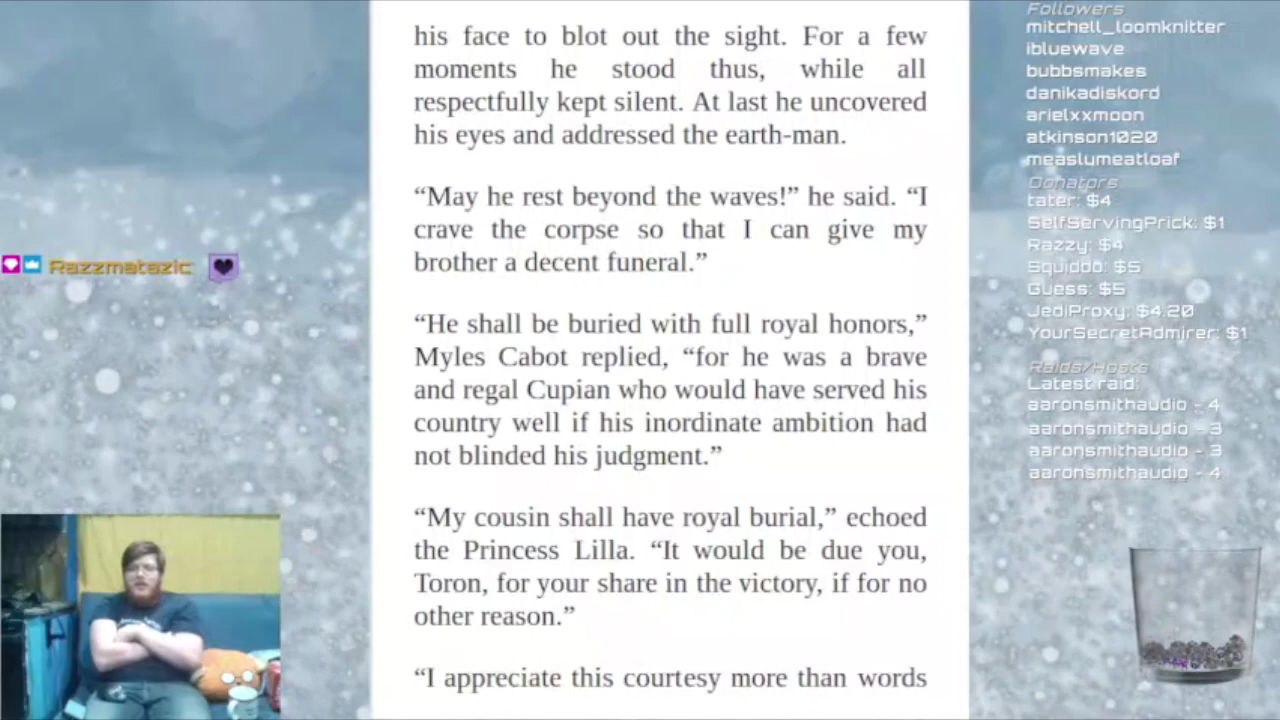 his face to blot out the sight. For a few
moments he stood thus, while all
respectfully kept silent. At last he uncovered
his eyes and addressed the earth-man.
“May he rest beyond the waves!” he said. “I
crave the corpse so that I can give my
brother a decent funeral.”
“He shall be buried with full royal honors,”
Myles Cabot replied, “for he was a brave
and regal Cupian who would have served his
country well if his inordinate ambition had
not blinded his judgment.”
“My cousin shall have royal burial,” echoed
the Princess Lilla. “It would be due you,
Toron, for your share in the victory, if for no
other reason.”
“I appreciate this courtesy more than words
Razzmatazic
Followers
mitchell_loomknitter
ibluewave
bubbsmakes
danikadiskord
arielxxmoon
atkinson1020
measlymeatloaf
Donators
tater: $4
SelfServingPrick: $1
Razzy: $4
Squiddo: $5
Guess: $5
JediProxy: $4.20
YourSecretAdmirer: $1
Raids/Hosts
Latest raid:
aaronsmithaudio - 4
aaronsmithaudio - 3
aaronsmithaudio - 3
aaronsmithaudio - 4